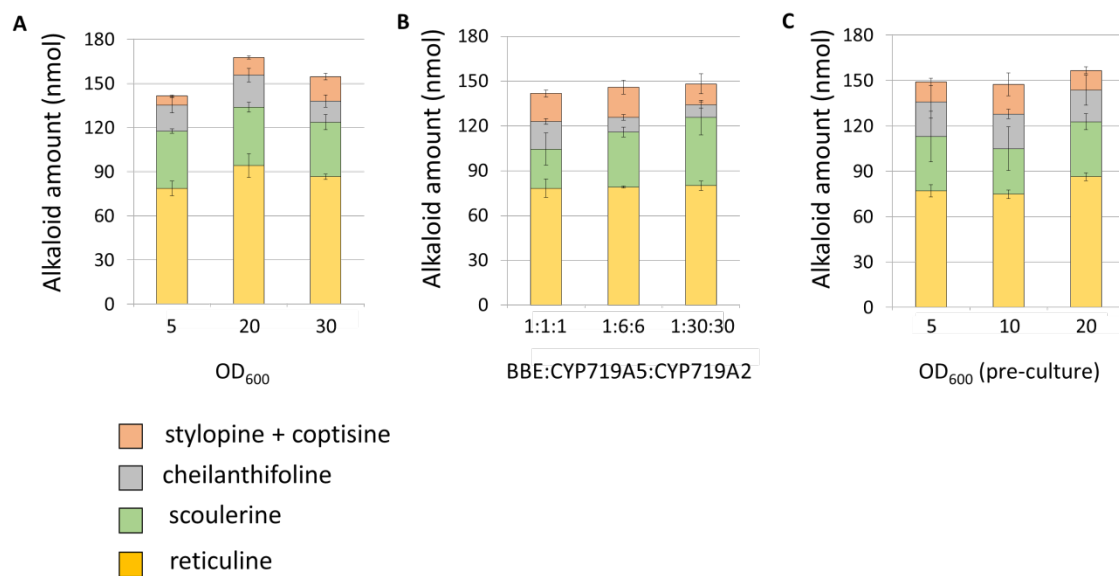 A
Alkaloid amount (nmol)
180
150
120
90
60
30
0
5 20 30
OD600
B
Alkaloid amount (nmol)
180
150
120
90
60
30
0
1:1:1 1:6:6 1:30:30
BBE:CYP719A5:CYP719A2
C
Alkaloid amount (nmol)
180
150
120
90
60
30
0
5 10 20
OD600 (pre-culture)
stylopine + coptisine
cheilanthifoline
scoulerine
reticuline